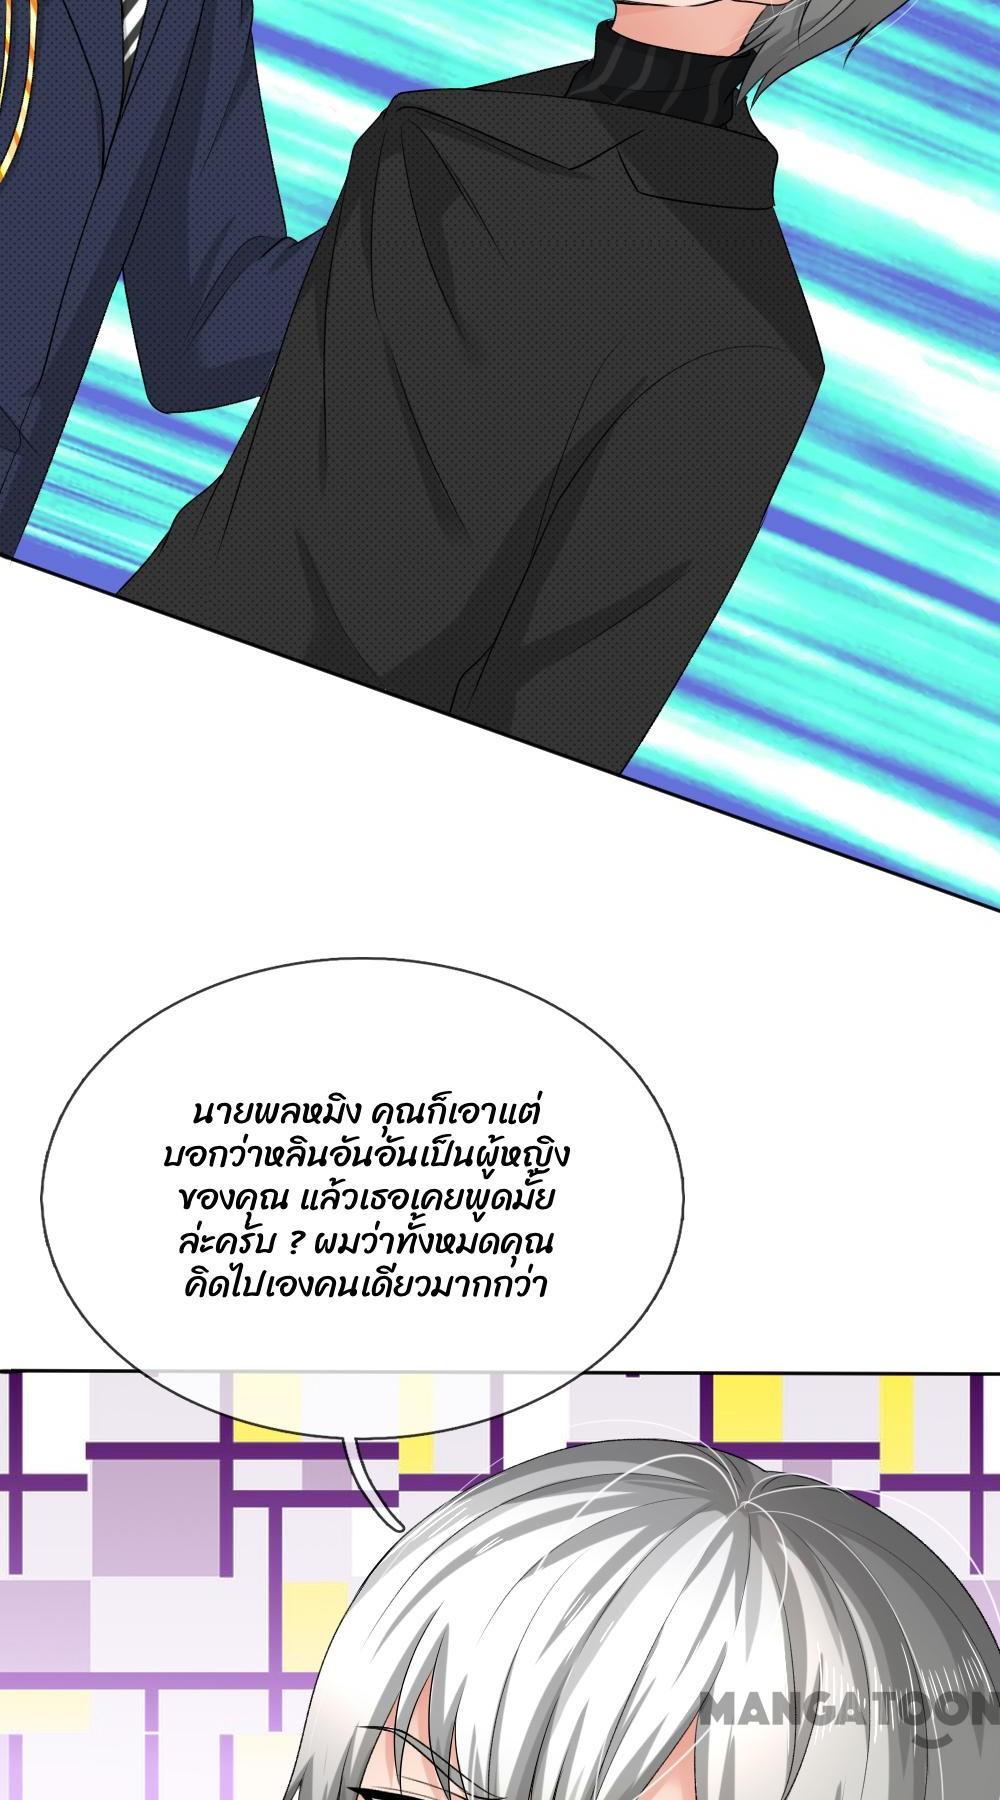 นายพลหมิง คุณก็เอาแต่
บอกว่าหลินอันอันเป็นผู้หญิง
ของคุณ แล้วเธอเคยพูดมั้ย
ล่ะครับ ? ผมว่าทั้งหมดคุณ
คิดไปเองคนเดียวมากกว่า
MANGATOON